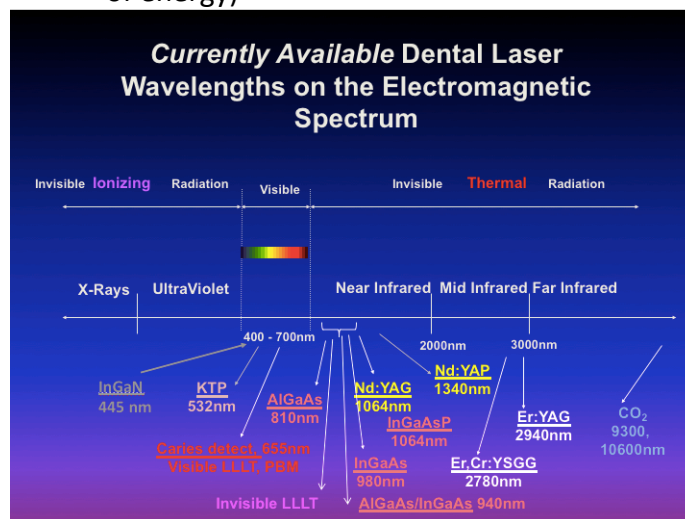 of energy)
Currently Available Dental Laser
Wavelengths on the Electromagnetic
Spectrum
Invisible Ionizing Radiation
Visible
Invisible Thermal Radiation
X-Rays UltraViolet
Near Infrared Mid Infrared Far Infrared
400 - 700nm
2000nm
3000nm
InGaN
445 nm
KTP
532nm
AlGaAs
810nm
Nd:YAG
1064nm
Nd:YAP
1340nm
InGaAsP
1064nm
Er:YAG
2940nm
CO2
9300,
10600nm
Caries detect, 655nm
Visible LLLT, PBM
InGaAs
980nm
Er,Cr:YSGG
2780nm
Invisible LLLT
AlGaAs/InGaAs 940nm